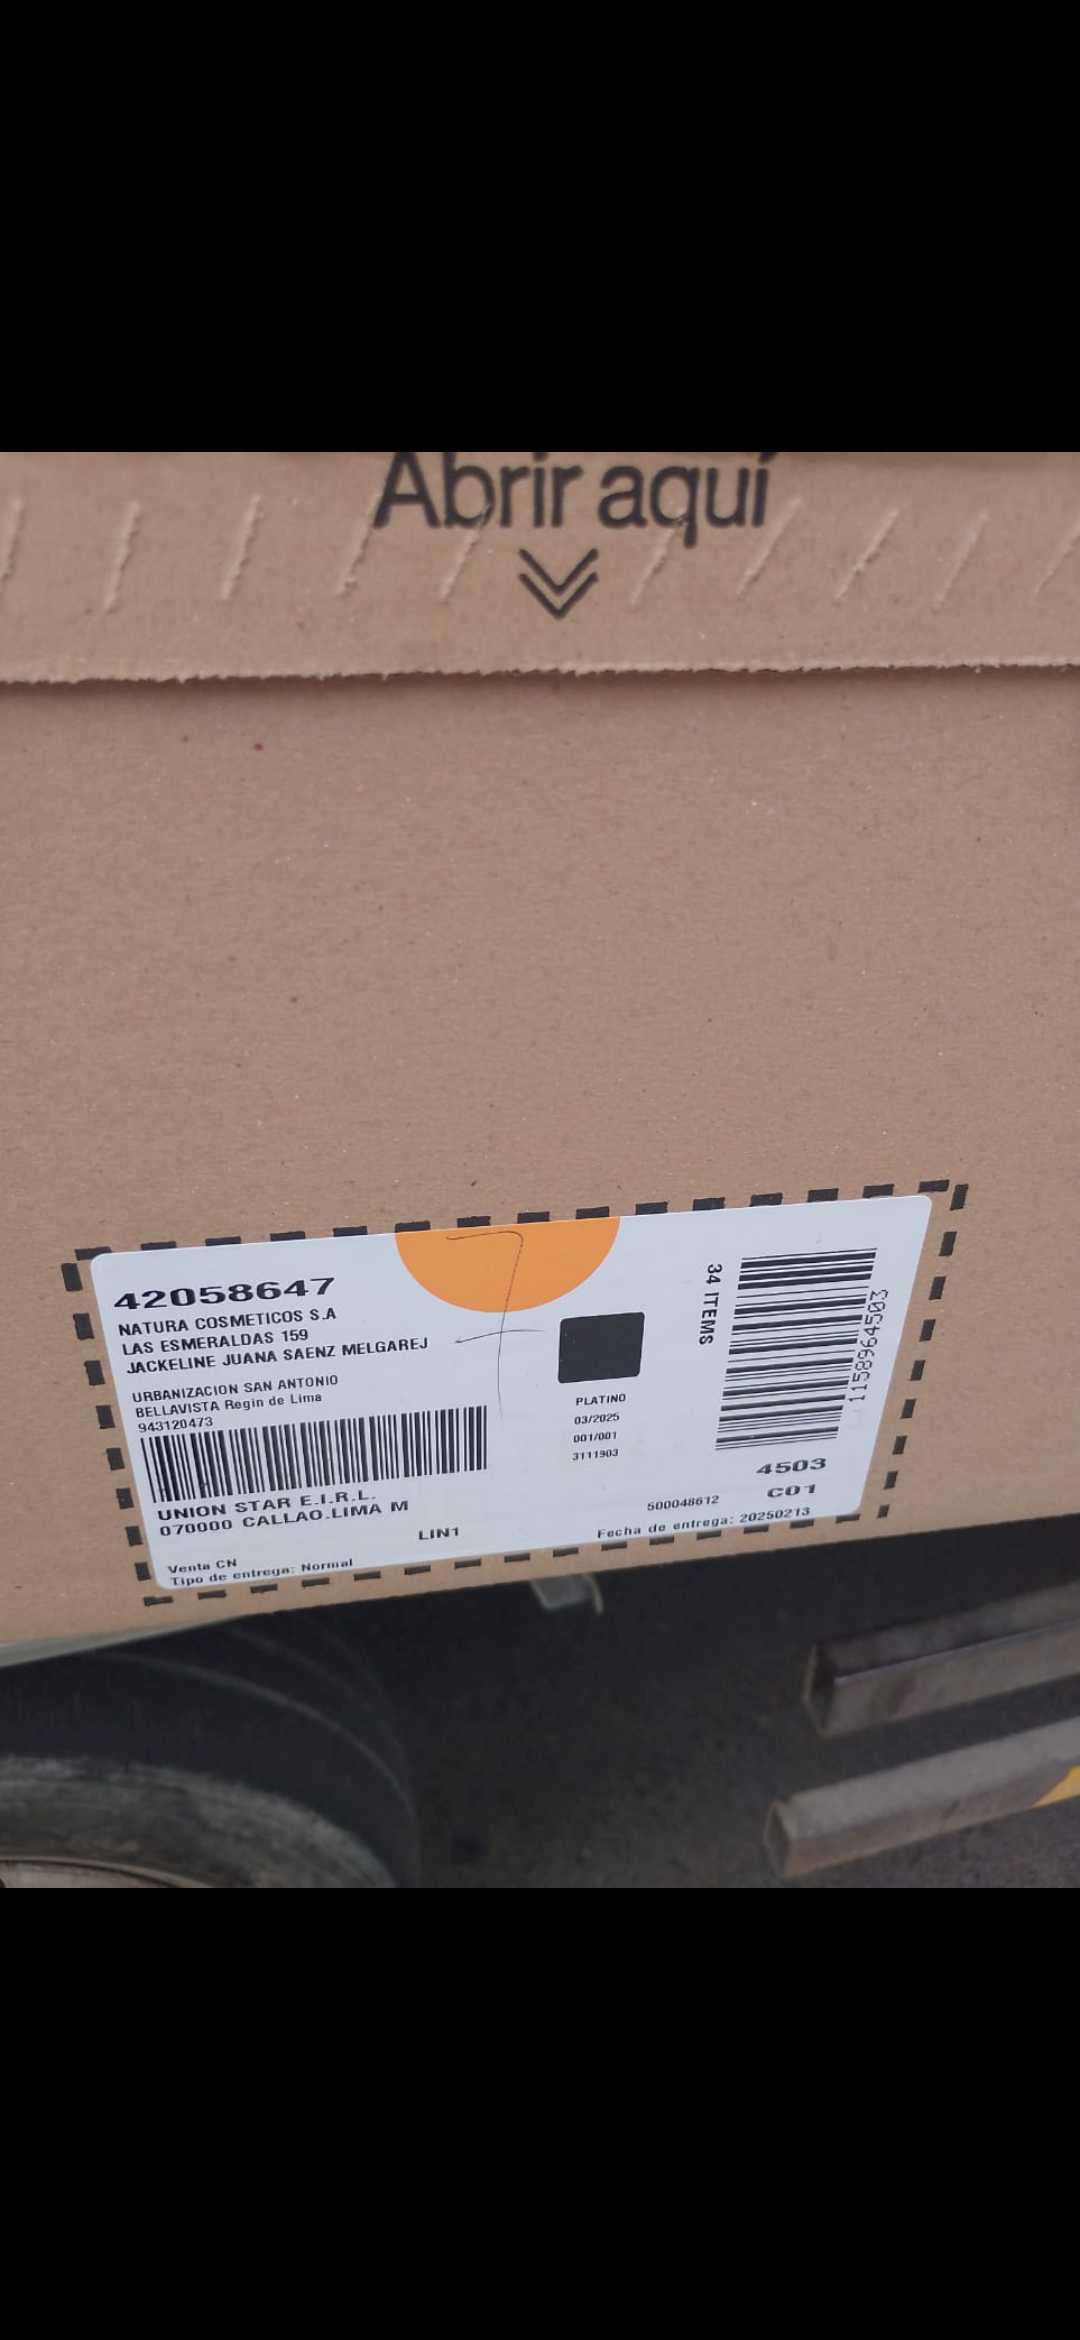 Abrir aquí
42058647
NATURA COSMETICOS S.A
LAS ESMERALDAS 159
JACKELINE JUANA SAENZ MELGAREJ
URBANIZACION SAN ANTONIO
BELLAVISTA Regin de Lima
943120473
UNION STAR E.I.R.L.
070000 CALLAO.LIMA M
LIN1
Venta CN
Tipo de entrega: Normal
7
PLATINO
03/2025
001/001
3111903
34 ITEMS
1158964503
4503
C01
500048612
Fecha de entrega: 20250213